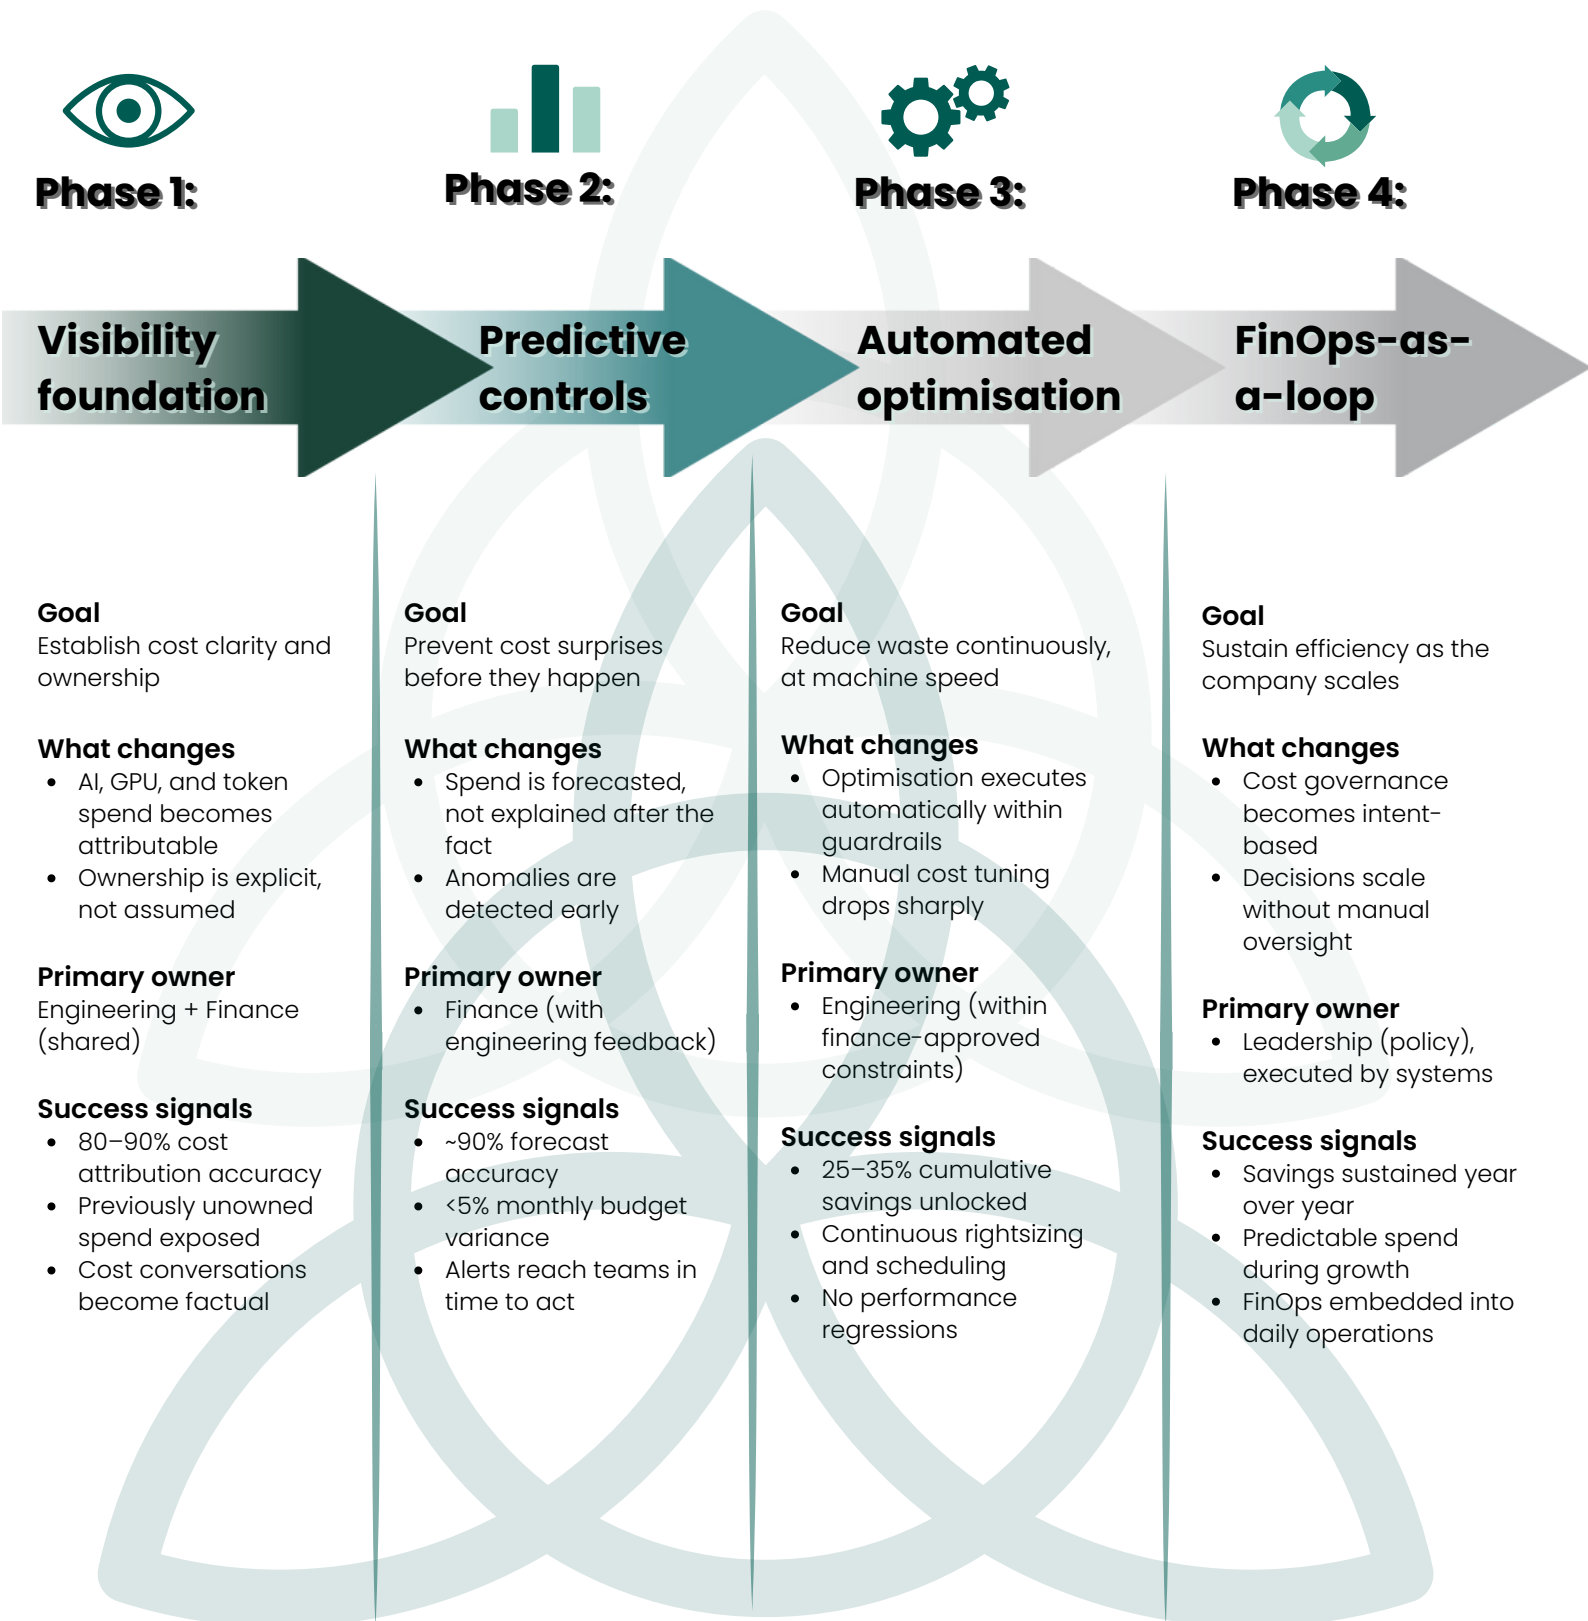 Phase 1:
Phase 2:
Phase 3:
Phase 4:
Visibility
foundation
Predictive
controls
Automated
optimisation
FinOps-as-
a-loop
Goal
Establish cost clarity and
ownership
What changes
• AI, GPU, and token
spend becomes
attributable
• Ownership is explicit,
not assumed
Primary owner
Engineering + Finance
(shared)
Success signals
• 80–90% cost
attribution accuracy
• Previously unowned
spend exposed
• Cost conversations
become factual
Goal
Prevent cost surprises
before they happen
What changes
• Spend is forecasted,
not explained after the
fact
• Anomalies are
detected early
Primary owner
• Finance (with
engineering feedback)
Success signals
• ~90% forecast
accuracy
• <5% monthly budget
variance
• Alerts reach teams in
time to act
Goal
Reduce waste continuously,
at machine speed
What changes
• Optimisation executes
automatically within
guardrails
• Manual cost tuning
drops sharply
Primary owner
• Engineering (within
finance-approved
constraints)
Success signals
• 25–35% cumulative
savings unlocked
• Continuous rightsizing
and scheduling
• No performance
regressions
Goal
Sustain efficiency as the
company scales
What changes
• Cost governance
becomes intent-
based
• Decisions scale
without manual
oversight
Primary owner
• Leadership (policy),
executed by systems
Success signals
• Savings sustained year
over year
• Predictable spend
during growth
• FinOps embedded into
daily operations